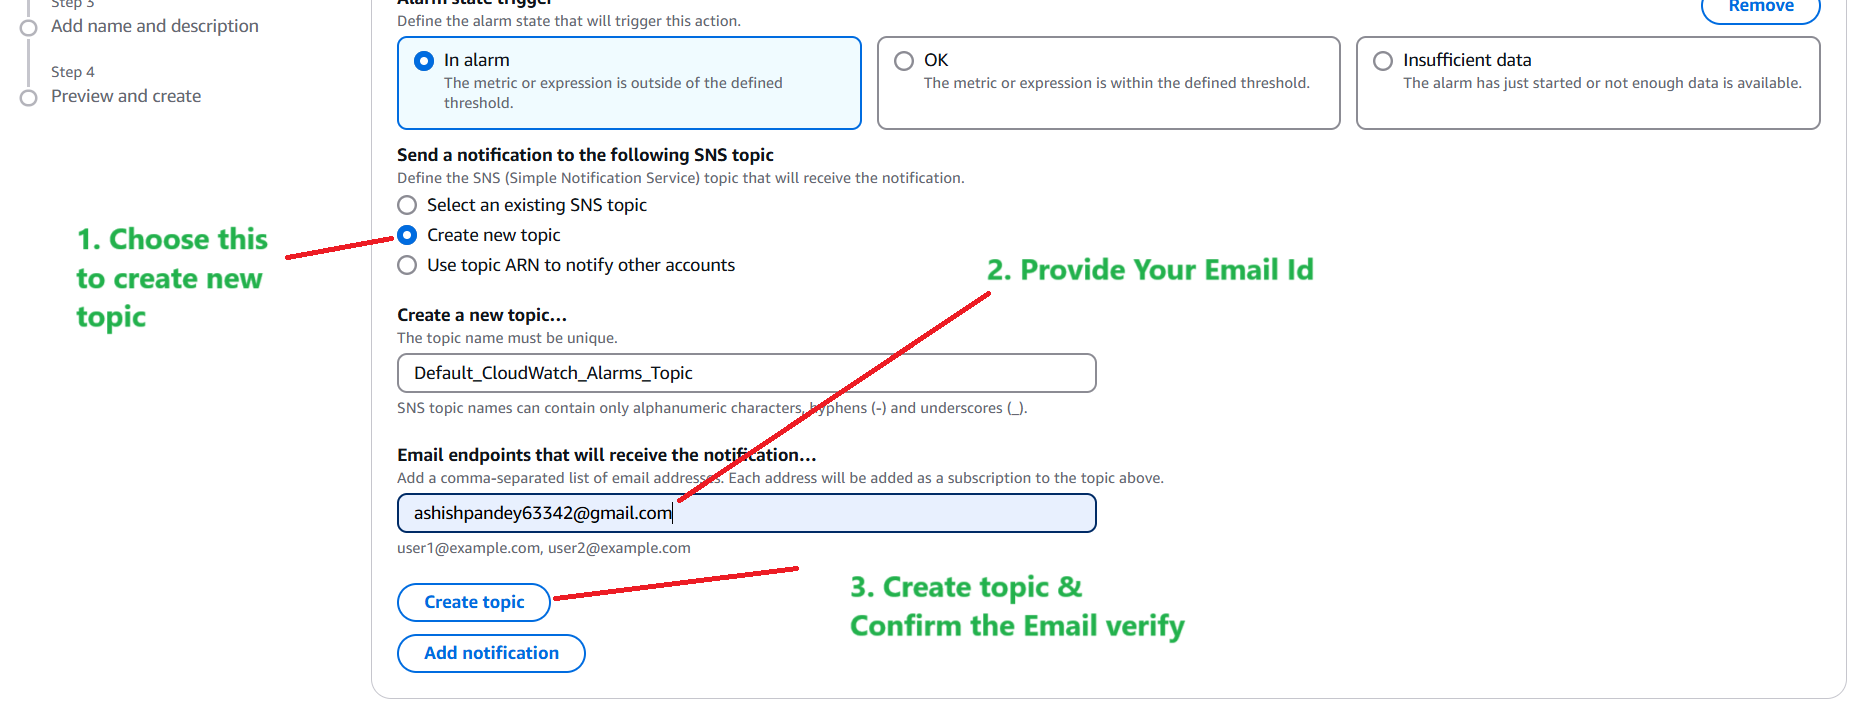 Step 3
Add name and description
Step 4
Preview and create
Alarm state trigger
Remove
Define the alarm state that will trigger this action.
In alarm
The metric or expression is outside of the defined
threshold.
OK
The metric or expression is within the defined threshold.
Insufficient data
The alarm has just started or not enough data is available.
Send a notification to the following SNS topic
Define the SNS (Simple Notification Service) topic that will receive the notification.
Select an existing SNS topic
Create new topic
Use topic ARN to notify other accounts
1. Choose this
to create new
topic
2. Provide Your Email Id
Create a new topic...
The topic name must be unique.
Default_CloudWatch_Alarms_Topic
SNS topic names can contain only alphanumeric characters, hyphens (-) and underscores (_).
Email endpoints that will receive the notification...
Add a comma-separated list of email addresses. Each address will be added as a subscription to the topic above.
ashishpandey63342@gmail.com
user1@example.com, user2@example.com
Create topic
3. Create topic &
Confirm the Email verify
Add notification